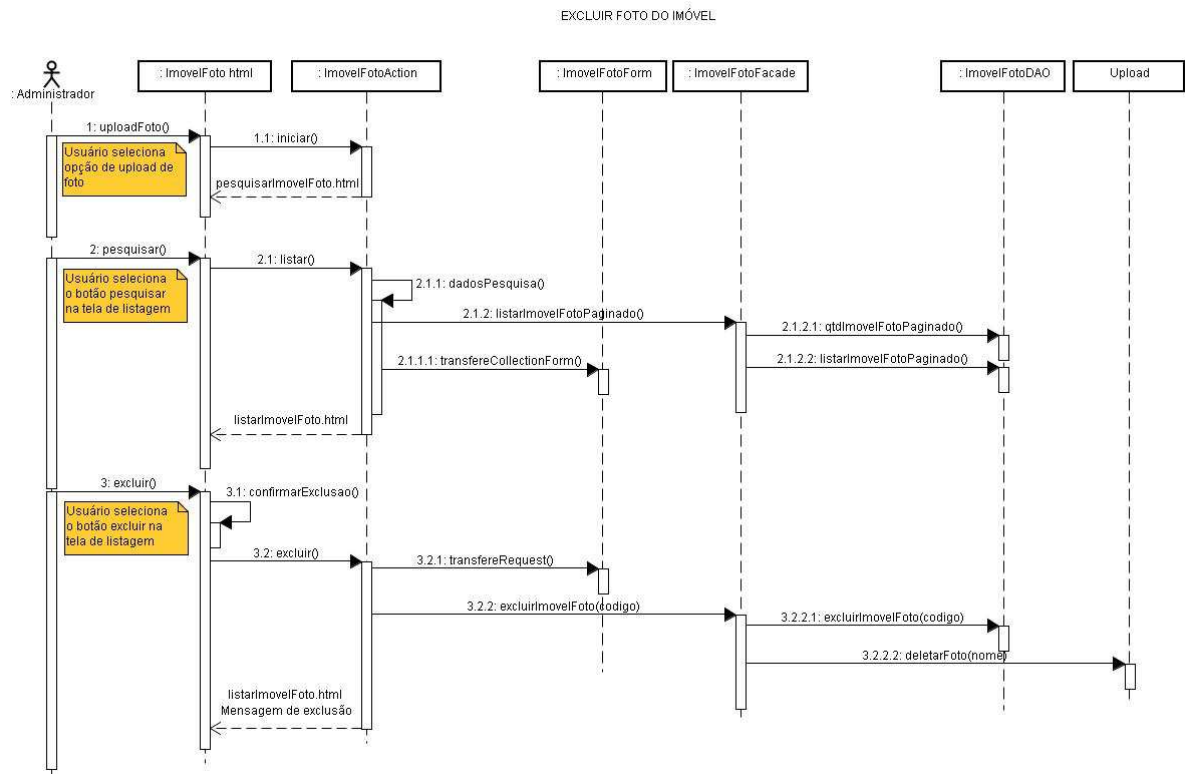 EXCLUIR FOTO DO IMÓVEL
: Administrador
: ImovelFoto html
: ImovelFotoAction
: ImovelFotoForm
: ImovelFotoFacade
: ImovelFotoDAO
Upload
1: uploadFoto()
1.1: iniciar()
Usuário seleciona
opção de upload de
foto
pesquisarImovelFoto.html
2: pesquisar()
2.1: listar()
Usuário seleciona
o botão pesquisar
na tela de listagem
2.1.1: dadosPesquisa()
2.1.2: listarImovelFotoPaginado()
2.1.2.1: qtdImovelFotoPaginado()
2.1.2.2: listarImovelFotoPaginado()
2.1.1.1: transfereCollectionForm()
listarImovelFoto.html
3: excluir()
3.1: confirmarExclusao()
Usuário seleciona
o botão excluir na
tela de listagem
3.2: excluir()
3.2.1: transfereRequest()
3.2.2: excluirImovelFoto(codigo)
3.2.2.1: excluirImovelFoto(codigo)
3.2.2.2: deletarFoto(nome)
listarImovelFoto.html
Mensagem de exclusão